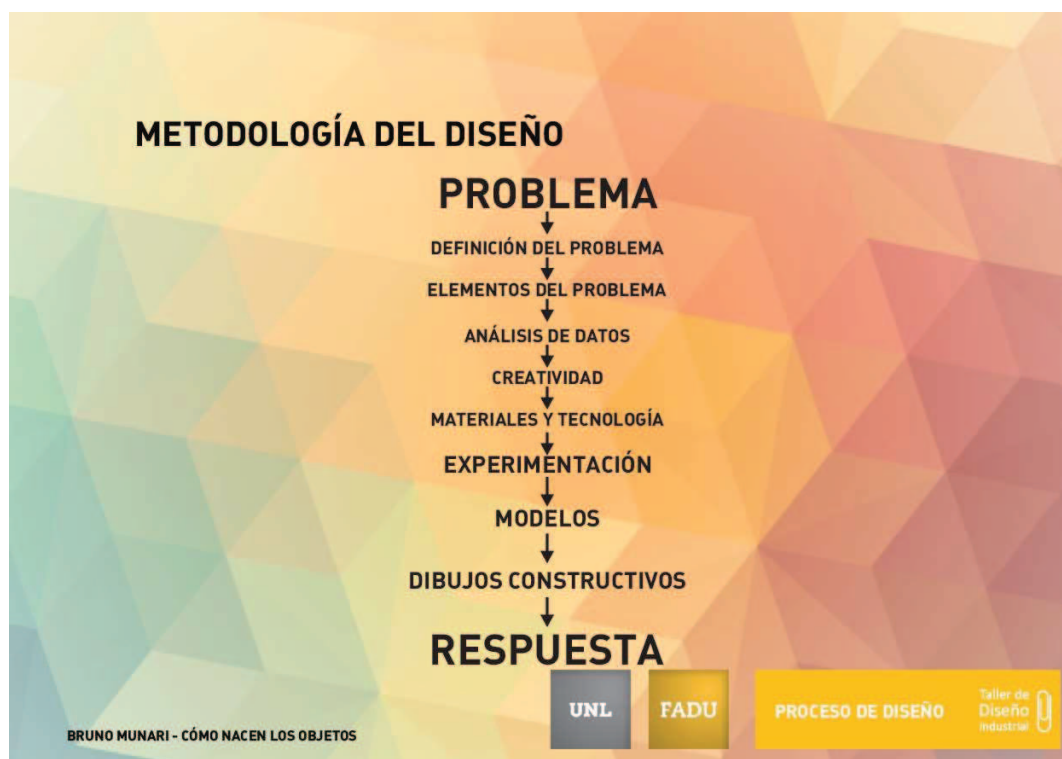 METODOLOGÍA DEL DISEÑO
PROBLEMA
DEFINICIÓN DEL PROBLEMA
ELEMENTOS DEL PROBLEMA
ANÁLISIS DE DATOS
CREATIVIDAD
MATERIALES Y TECNOLOGÍA
EXPERIMENTACIÓN
MODELOS
DIBUJOS CONSTRUCTIVOS
RESPUESTA
UNL
FADU
PROCESO DE DISEÑO
Taller de
Diseño
Industrial
BRUNO MUNARI - CÓMO NACEN LOS OBJETOS